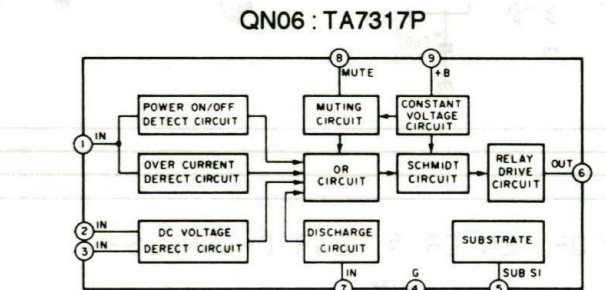 QN06 : TA7317P
8
MUTE
9
+B
POWER ON/OFF
DETECT CIRCUIT
MUTING
CIRCUIT
CONSTANT
VOLTAGE
CIRCUIT
1
IN
OVER CURRENT
DERECT CIRCUIT
OR
CIRCUIT
SCHMIDT
CIRCUIT
RELAY
DRIVE
CIRCUIT
OUT
6
2
IN
3
IN
DC VOLTAGE
DERECT CIRCUIT
DISCHARGE
CIRCUIT
SUBSTRATE
IN
7
G
4
SUB SI
5